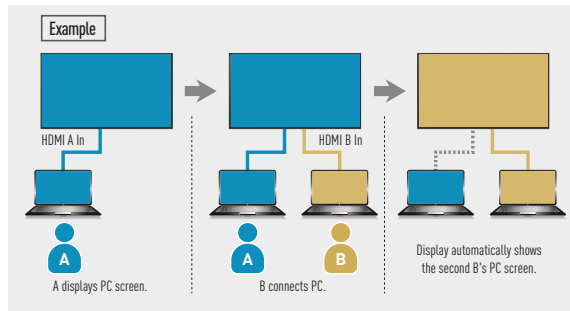 Example
HDMI A In
HDMI B In
A
A
B
A displays PC screen.
B connects PC.
Display automatically shows
the second B's PC screen.